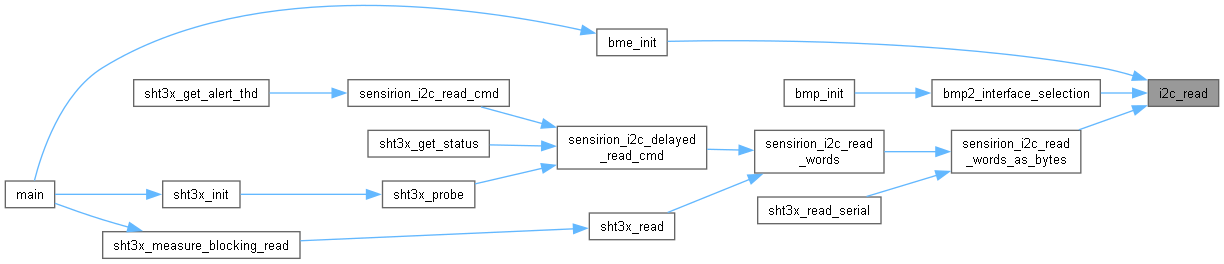 bme_init
sht3x_get_alert_thd
sensirion_i2c_read_cmd
bmp_init
bmp2_interface_selection
i2c_read
sht3x_get_status
sensirion_i2c_delayed
_read_cmd
sensirion_i2c_read
_words
sensirion_i2c_read
_words_as_bytes
main
sht3x_init
sht3x_probe
sht3x_read_serial
sht3x_read
sht3x_measure_blocking_read